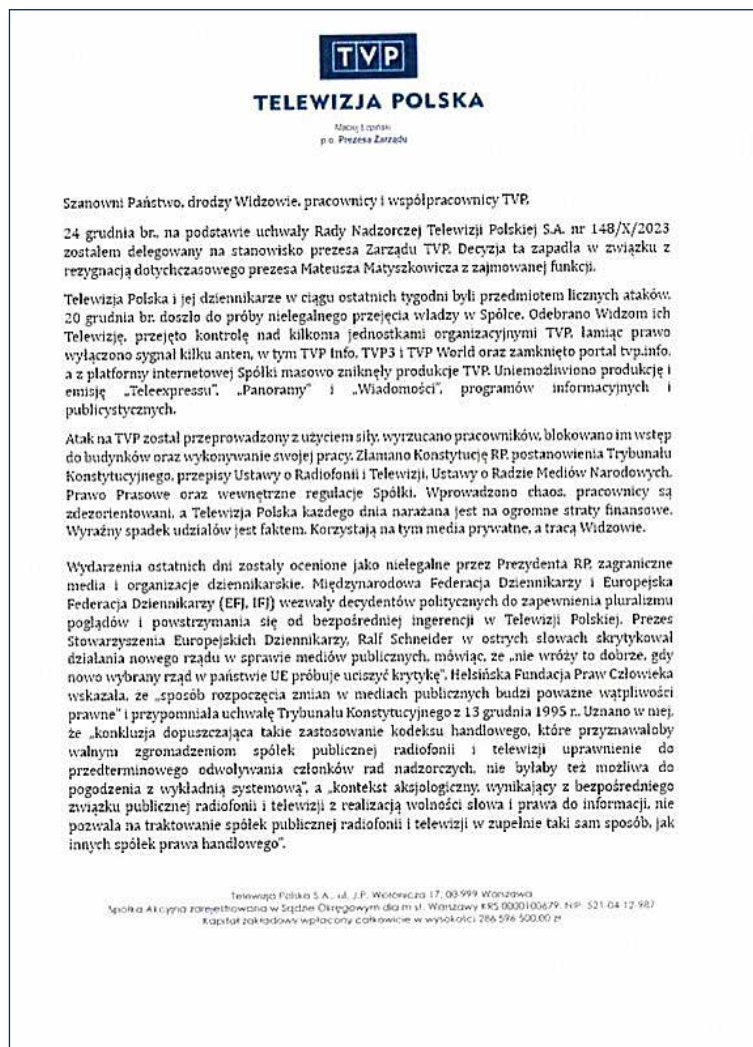 TVP
TELEWIZJA POLSKA
Maciej Łopiński
p.o. Prezesa Zarządu
Szanowni Państwo, drodzy Widzowie, pracownicy i współpracownicy TVP,
24 grudnia br., na podstawie uchwały Rady Nadzorczej Telewizji Polskiej S.A. nr 148/X/2023
zostałem delegowany na stanowisko prezesa Zarządu TVP. Decyzja ta zapadła w związku z
rezygnacją dotychczasowego prezesa Mateusza Matyszkowicza z zajmowanej funkcji.
Telewizja Polska i jej dziennikarze w ciągu ostatnich tygodni byli przedmiotem licznych ataków.
20 grudnia br. doszło do próby nielegalnego przejęcia władzy w Spółce. Odebrano Widzom ich
Telewizję, przejęto kontrolę nad kilkoma jednostkami organizacyjnymi TVP, łamiąc prawo
wyłączono sygnał kilku anten, w tym TVP Info, TVP3 i TVP World oraz zamknięto portal tvp.info,
a z platformy internetowej Spółki masowo zniknęły produkcje TVP. Uniemożliwiono produkcję i
emisję „Teleexpressu”, „Panoramy” i „Wiadomości”, programów informacyjnych i
publicystycznych.
Atak na TVP został przeprowadzony z użyciem siły, wyrzucano pracowników, blokowano im wstęp
do budynków oraz wykonywanie swojej pracy. Złamano Konstytucję RP, postanowienia Trybunału
Konstytucyjnego, przepisy Ustawy o Radiofonii i Telewizji, Ustawy o Radzie Mediów Narodowych,
Prawo Prasowe oraz wewnętrzne regulacje Spółki. Wprowadzono chaos, pracownicy są
zdezorientowani, a Telewizja Polska każdego dnia narażana jest na ogromne straty finansowe.
Wyraźny spadek udziałów jest faktem. Korzystają na tym media prywatne, a tracą Widzowie.
Wydarzenia ostatnich dni zostały ocenione jako nielegalne przez Prezydenta RP, zagraniczne
media i organizacje dziennikarskie. Międzynarodowa Federacja Dziennikarzy i Europejska
Federacja Dziennikarzy (EFJ, IFJ) wezwały decydentów politycznych do zapewnienia pluralizmu
poglądów i powstrzymania się od bezpośredniej ingerencji w Telewizji Polskiej. Prezes
Stowarzyszenia Europejskich Dziennikarzy, Ralf Schneider w ostrych słowach skrytykował
działania nowego rządu w sprawie mediów publicznych, mówiąc, że „nie wróży to dobrze, gdy
nowo wybrany rząd w państwie UE próbuje uciszyć krytykę”. Helsińska Fundacja Praw Człowieka
wskazała, że „sposób rozpoczęcia zmian w mediach publicznych budzi poważne wątpliwości
prawne” i przypomniała uchwałę Trybunału Konstytucyjnego z 13 grudnia 1995 r.. Uznano w niej,
że „konkluzja dopuszczająca takie zastosowanie kodeksu handlowego, które przyznawałoby
walnym zgromadzeniom spółek publicznej radiofonii i telewizji uprawnienie do
przedterminowego odwoływania członków rad nadzorczych, nie byłaby też możliwa do
pogodzenia z wykładnią systemową”, a „kontekst aksjologiczny, wynikający z bezpośredniego
związku publicznej radiofonii i telewizji z realizacją wolności słowa i prawa do informacji, nie
pozwala na traktowanie spółek publicznej radiofonii i telewizji w zupełnie taki sam sposób, jak
innych spółek prawa handlowego”.
Telewizja Polska S.A., ul. J.P. Woronicza 17, 00-999 Warszawa
Spółka Akcyjna zarejestrowana w Sądzie Okręgowym dla m.st. Warszawy KRS 0000100679, NIP: 521-04-12-987
Kapitał zakładowy wpłacony całkowicie w wysokości 286 596 500,00 zł